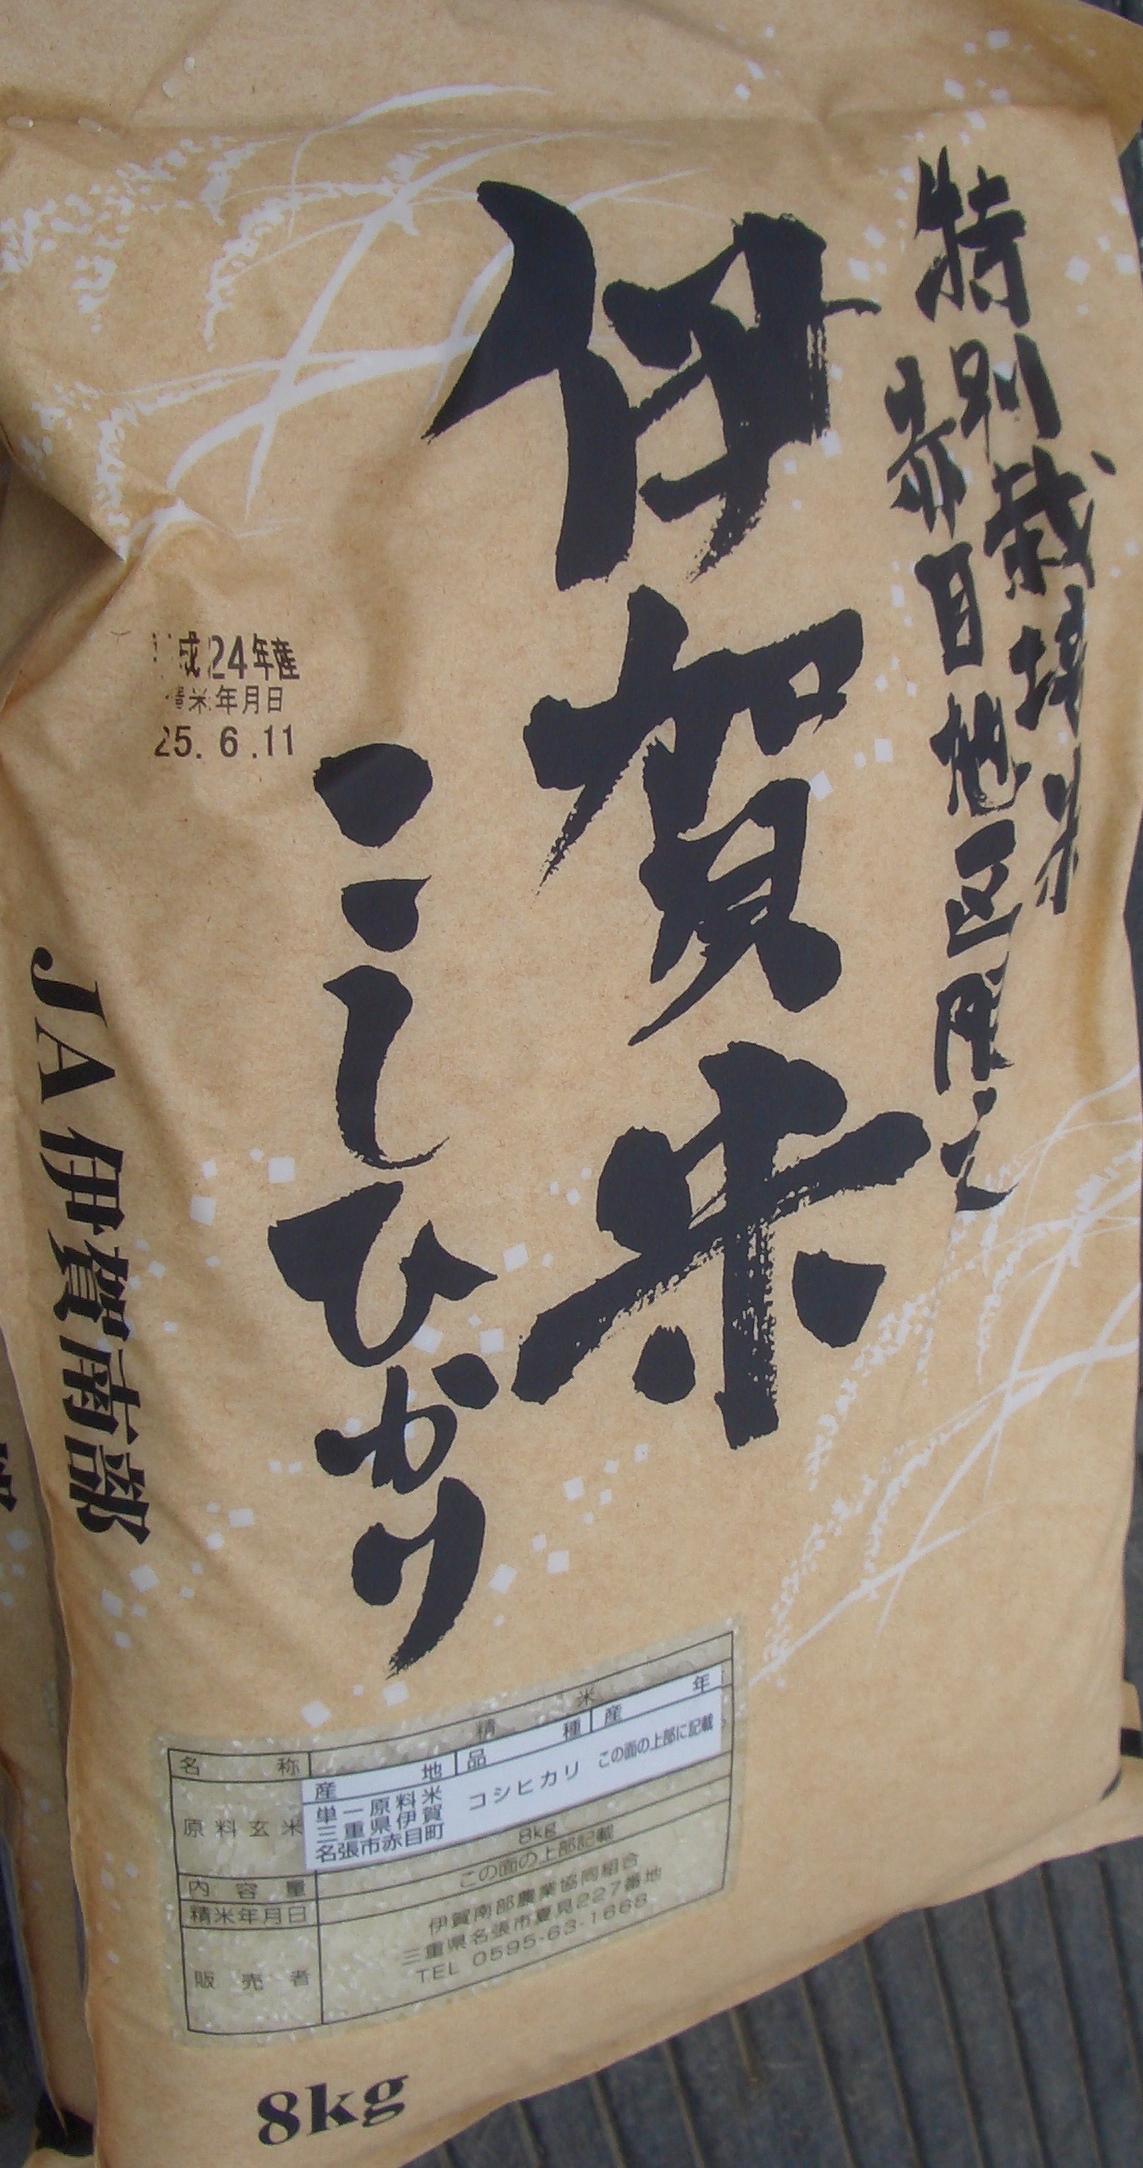 特別栽培米
赤目地区限定
伊賀米
こしひかり
平成24年産
精米年月日
25.6.11
JA伊賀南部
名称 精米
原料玄米
産地 品種 産年
単一原料米
三重県伊賀 コシヒカリ この面の上部に記載
名張市赤目町
内容量 8kg
精米年月日 この面の上部記載
販売者
伊賀南部農業協同組合
三重県名張市夏見227番地
TEL 0595-63-1668
8kg